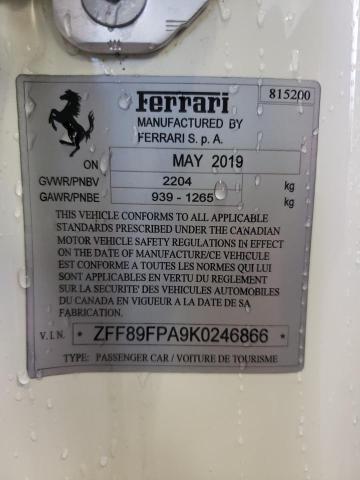 Ferrari 815200
MANUFACTURED BY
FERRARI S. p. A.
ON MAY 2019
GVWR/PNBV 2204 kg
GAWR/PNBE 939 - 1265 kg
THIS VEHICLE CONFORMS TO ALL APPLICABLE
STANDARDS PRESCRIBED UNDER THE CANADIAN
MOTOR VEHICLE SAFETY REGULATIONS IN EFFECT
ON THE DATE OF MANUFACTURE/CE VEHICULE
EST CONFORME A TOUTES LES NORMES QUI LUI
SONT APPLICABLES EN VERTU DU REGLEMENT
SUR LA SECURITE' DES VEHICULES AUTOMOBILES
DU CANADA EN VIGUEUR A LA DATE DE SA
FABRICATION.
V.I.N. * ZFF89FPA9K0246866 *
TYPE: PASSENGER CAR / VOITURE DE TOURISME